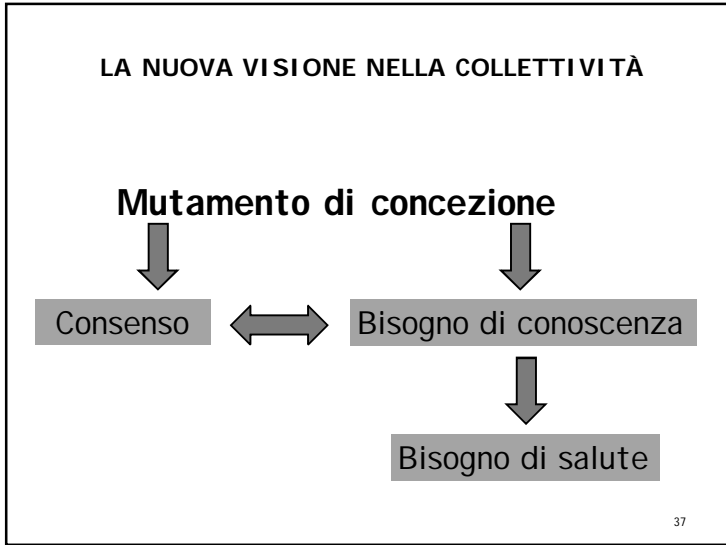 LA NUOVA VISIONE NELLA COLLETTIVITÀ
Mutamento di concezione
Consenso
Bisogno di conoscenza
Bisogno di salute
37